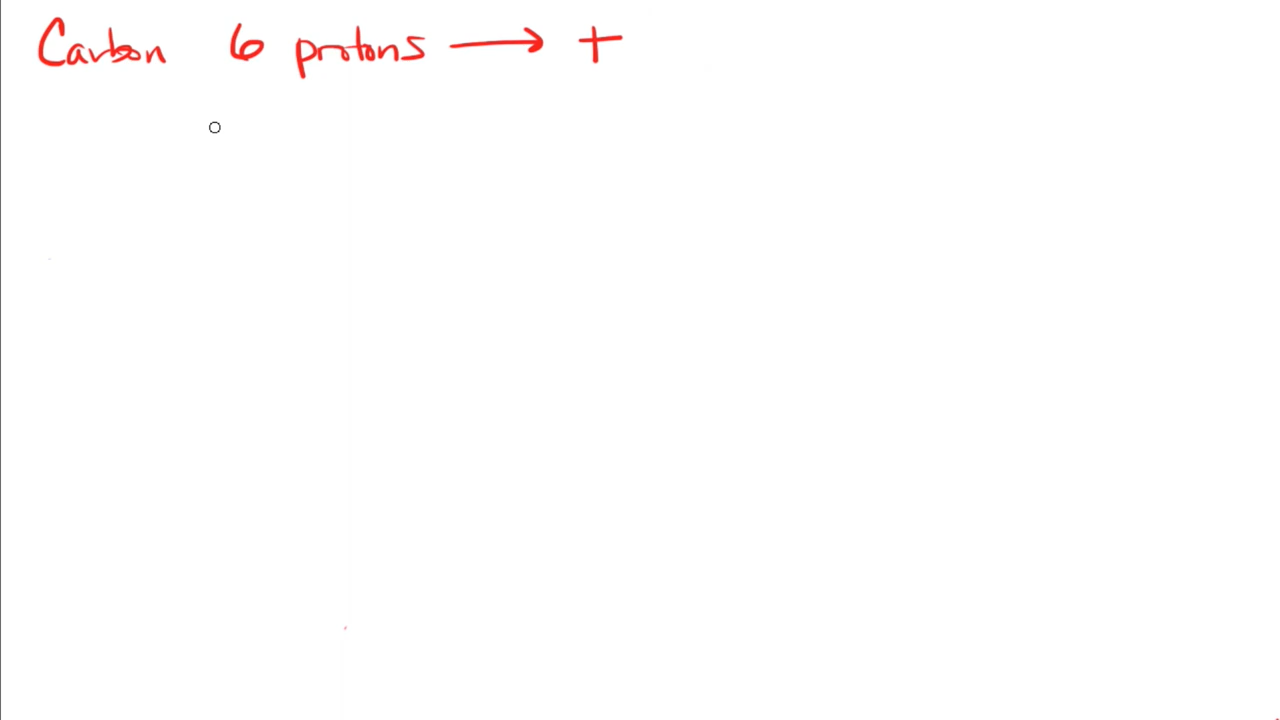 Carbon 6 protons → +